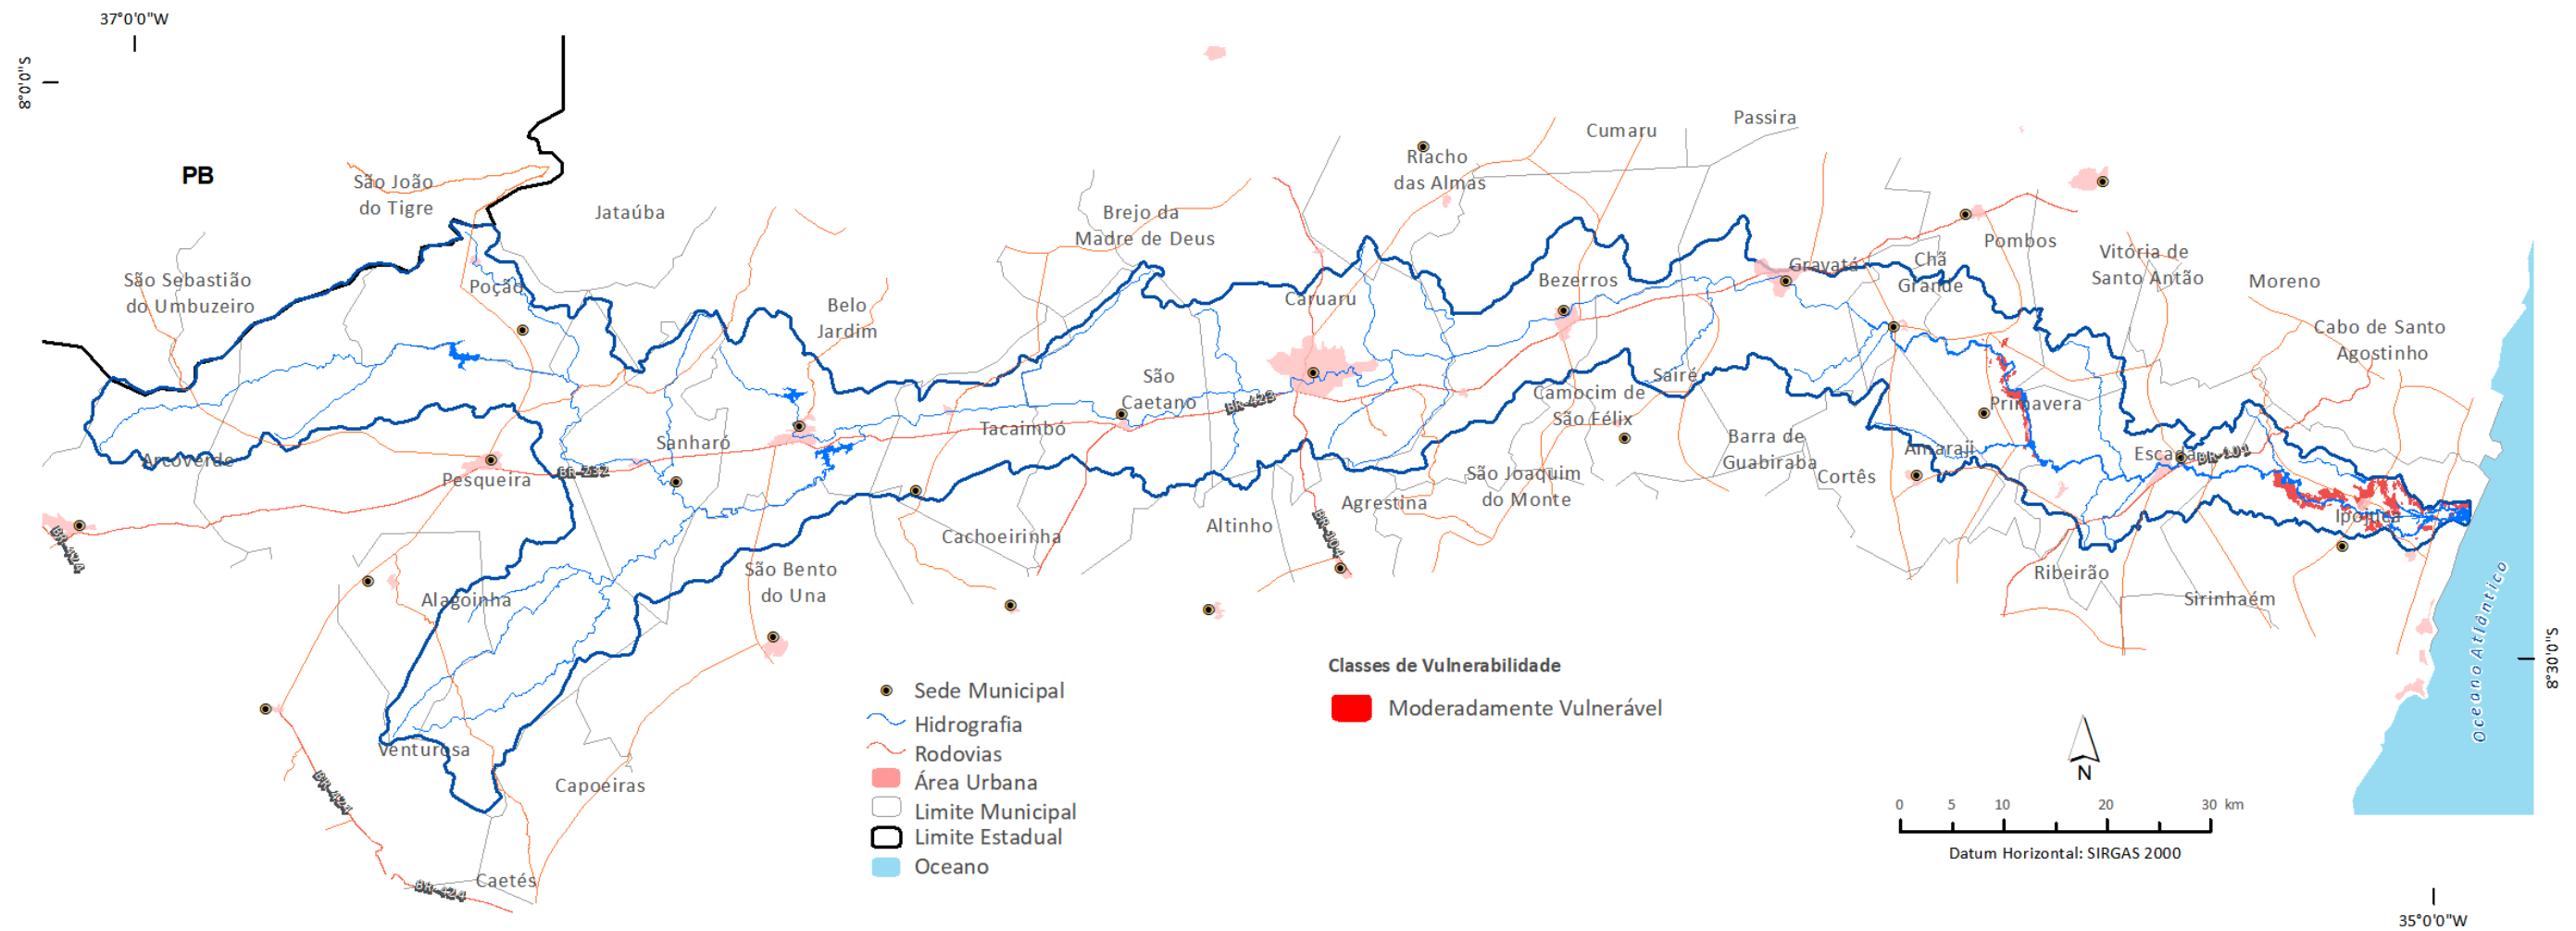 37°0'0"W
8°0'0"S
PB
São João
do Tigre
Jataúba
Brejo da
Madre de Deus
Riacho
das Almas
Cumaru
Passira
São Sebastião
do Umbuzeiro
Poção
Belo
Jardim
Caruaru
Bezerros
Gravatá
Chã
Grande
Pombos
Vitória de
Santo Antão
Moreno
Cabo de Santo
Agostinho
Arcoverde
Pesqueira
BR-232
Sanharó
Tacaimbó
São
Caetano
BR-423
Camocim de
São Félix
Sairé
Barra de
Guabiraba
Cortês
Amaraji
Primavera
Escada
BR-101
Ipojuca
BR-424
Alagoinha
São Bento
do Una
Cachoeirinha
Altinho
BR-104
Agrestina
São Joaquim
do Monte
Ribeirão
Sirinhaém
Oceano Atlântico
8°30'0"S
Venturosa
Capoeiras
BR-424
BR-424
Caetés
Sede Municipal
Hidrografia
Rodovias
Área Urbana
Limite Municipal
Limite Estadual
Oceano
Classes de Vulnerabilidade
Moderadamente Vulnerável
N
0 5 10 20 30 km
Datum Horizontal: SIRGAS 2000
35°0'0"W